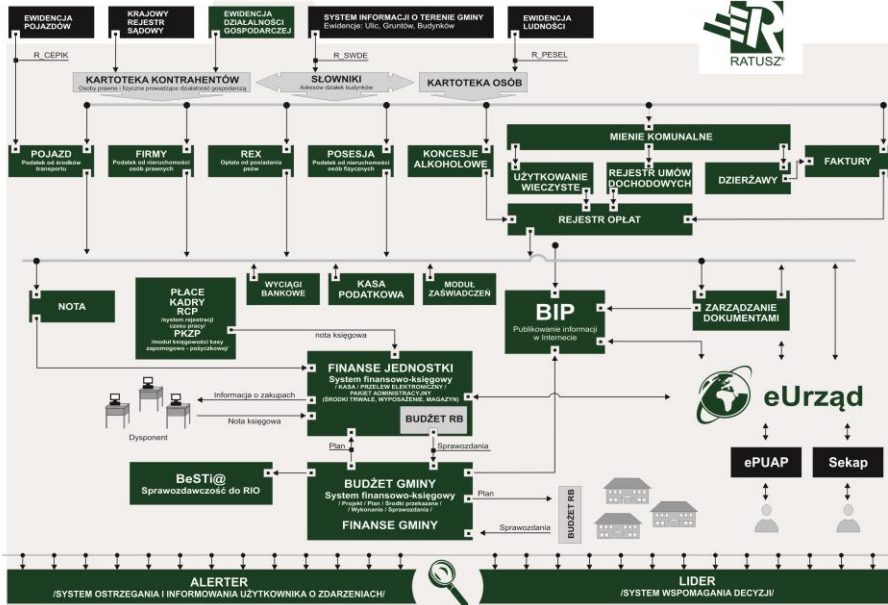 EWIDENCJA
POJAZDÓW
KRAJOWY
REJESTR
SĄDOWY
EWIDENCJA
DZIAŁALNOŚCI
GOSPODARCZEJ
SYSTEM INFORMACJI O TERENIE GMINY
Ewidencje: Ulic, Gruntów, Budynków
EWIDENCJA
LUDNOŚCI
RATUSZ®
R_CEPIK
R_SWDE
R_PESEL
KARTOTEKA KONTRAHENTÓW
Osoby prawne i fizyczne prowadzące działalność gospodarczą
SŁOWNIKI
Adresów działek budynków
KARTOTEKA OSÓB
POJAZD
Podatek od środków
transportu
FIRMY
Podatek od nieruchomości
osób prawnych
REX
Opłata od posiadania
psów
POSESJA
Podatek od nieruchomości
osób fizycznych
KONCESJE
ALKOHOLOWE
MIENIE KOMUNALNE
UŻYTKOWANIE
WIECZYSTE
REJESTR UMÓW
DOCHODOWYCH
DZIERŻAWY
FAKTURY
REJESTR OPŁAT
NOTA
PŁACE
KADRY
RCP
/system rejestracji
czasu pracy/
PKZP
/moduł księgowości kasy
zapomogowo - pożyczkowej/
WYCIĄGI
BANKOWE
KASA
PODATKOWA
MODUŁ
ZAŚWIADCZEŃ
BIP
Publikowanie informacji
w Internecie
ZARZĄDZANIE
DOKUMENTAMI
nota księgowa
FINANSE JEDNOSTKI
System finansowo-księgowy
/ KASA / PRZELEW ELEKTRONICZNY /
PAKIET ADMINISTRACYJNY
(ŚRODKI TRWAŁE, WYPOSAŻENIE, MAGAZYN)
BUDŻET RB
Informacja o zakupach
Nota księgowa
Dysponent
eUrząd
Plan
Sprawozdania
ePUAP
Sekap
BeSTi@
Sprawozdawczość do RIO
BUDŻET GMINY
System finansowo-księgowy
/ Projekt / Plan / Środki przekazane /
/ Wykonanie / Sprawozdania /
FINANSE GMINY
Plan
Sprawozdania
BUDŻET RB
ALERTER
/SYSTEM OSTRZEGANIA I INFORMOWANIA UŻYTKOWNIKA O ZDARZENIACH/
LIDER
/SYSTEM WSPOMAGANIA DECYZJI/